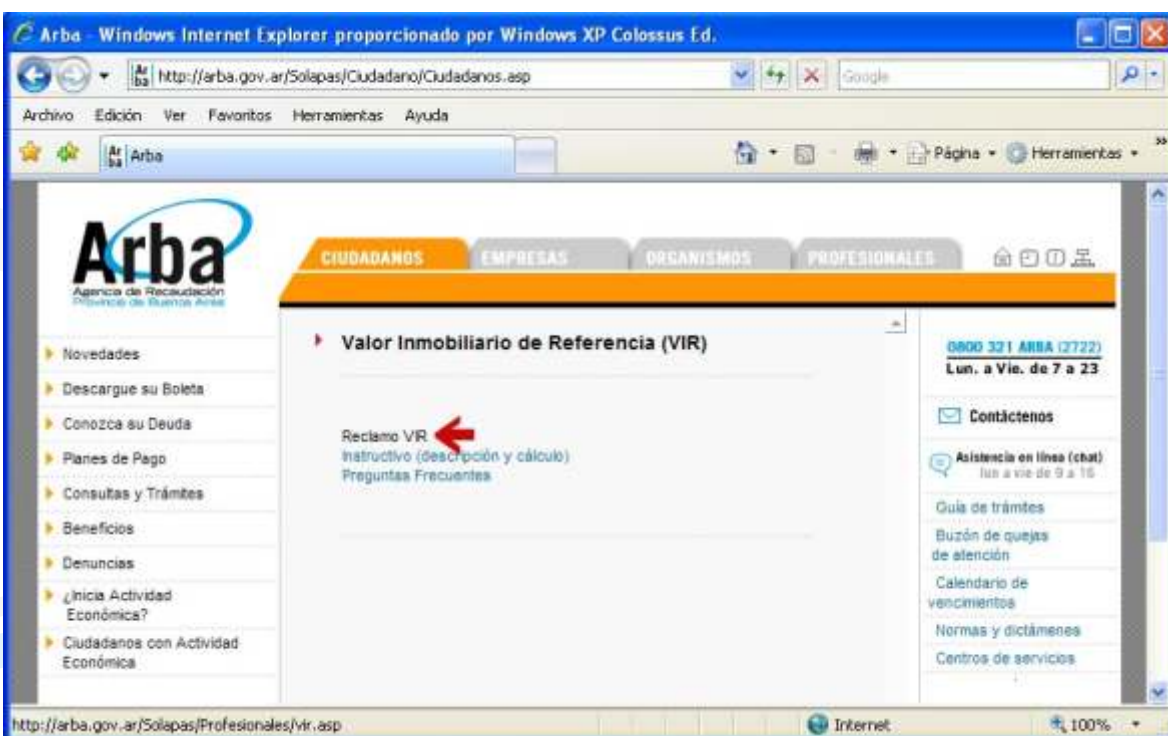 Arba - Windows Internet Explorer proporcionado por Windows XP Colossus Ed.
http://arba.gov.ar/Solapas/Ciudadano/Ciudadanos.asp
Google
Archivo Edición Ver Favoritos Herramientas Ayuda
Arba
Página
Herramientas
Arba
Agencia de Recaudación
Provincia de Buenos Aires
CIUDADANOS
EMPRESAS
ORGANISMOS
PROFESIONALES
Novedades
Descargue su Boleta
Conozca su Deuda
Planes de Pago
Consultas y Trámites
Beneficios
Denuncias
¿Inicia Actividad
Económica?
Ciudadanos con Actividad
Económica
Valor Inmobiliario de Referencia (VIR)
Reclamo VIR
Instructivo (descripción y cálculo)
Preguntas Frecuentes
0800 321 ARBA (2722)
Lun. a Vie. de 7 a 23
Contáctenos
Asistencia en línea (chat)
lun a vie de 9 a 16
Guía de trámites
Buzón de quejas
de atención
Calendario de
vencimientos
Normas y dictámenes
Centros de servicios
http://arba.gov.ar/Solapas/Profesionales/vir.asp
Internet
100%